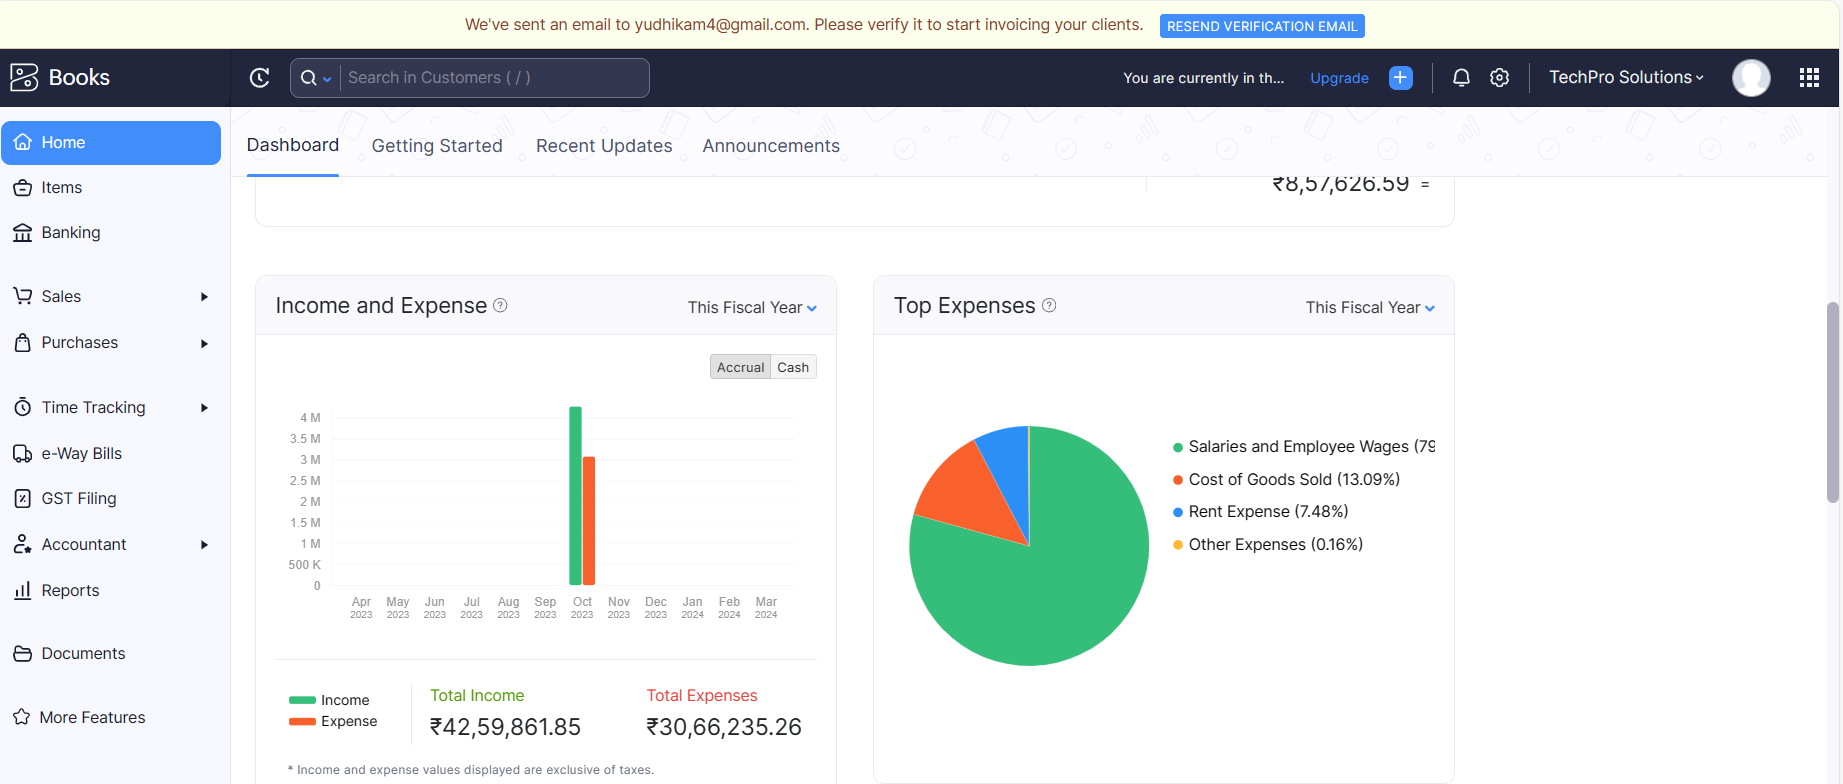 We've sent an email to yudhikam4@gmail.com. Please verify it to start invoicing your clients. RESEND VERIFICATION EMAIL
Books
Search in Customers ( / )
You are currently in th...
Upgrade
TechPro Solutions
Home
Items
Banking
Sales
Purchases
Time Tracking
e-Way Bills
GST Filing
Accountant
Reports
Documents
More Features
Dashboard Getting Started Recent Updates Announcements
₹8,57,626.59 =
Income and Expense ? This Fiscal Year
Accrual Cash
4 M
3.5 M
3 M
2.5 M
2 M
1.5 M
1 M
500 K
0
Apr May Jun Jul Aug Sep Oct Nov Dec Jan Feb Mar
2023 2023 2023 2023 2023 2023 2023 2023 2023 2024 2024 2024
Income
Expense
Total Income
₹42,59,861.85
Total Expenses
₹30,66,235.26
* Income and expense values displayed are exclusive of taxes.
Top Expenses ? This Fiscal Year
Salaries and Employee Wages (79
Cost of Goods Sold (13.09%)
Rent Expense (7.48%)
Other Expenses (0.16%)